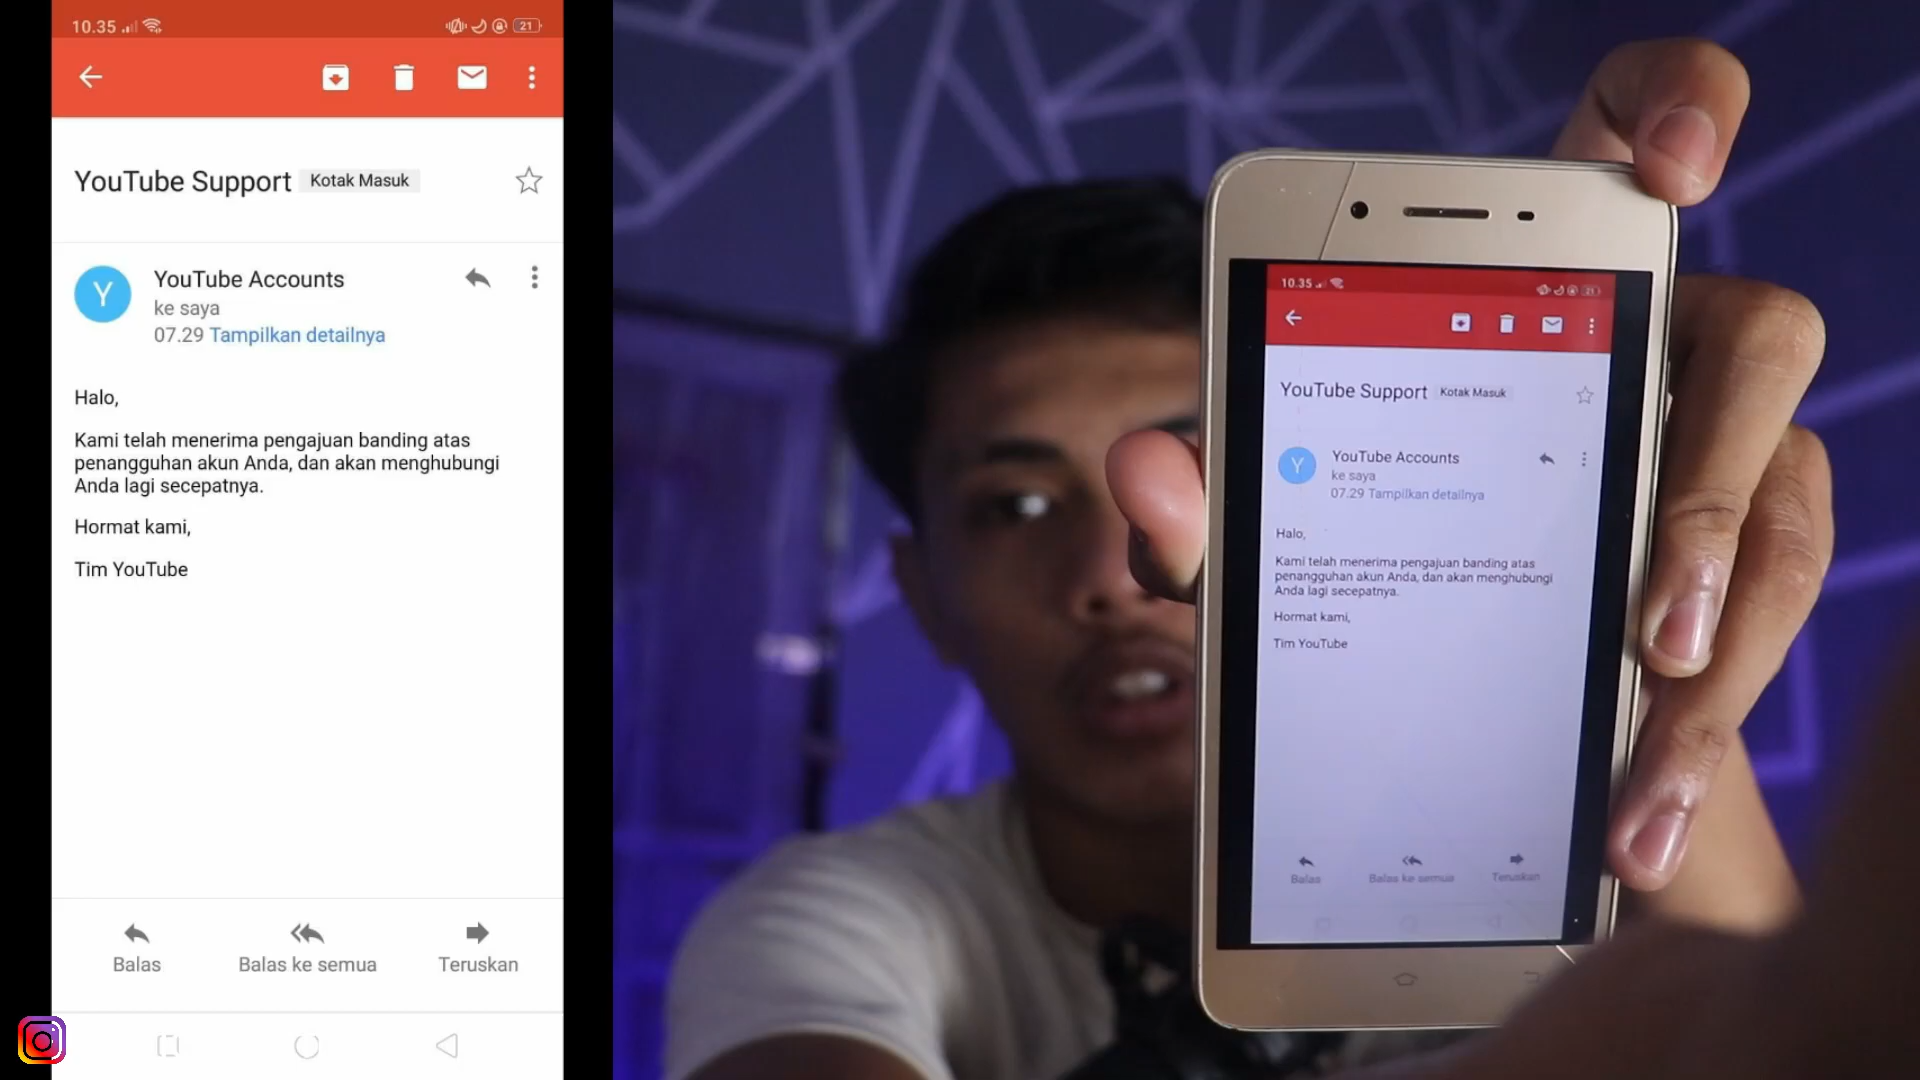 10.35
21
YouTube Support Kotak Masuk
Y
YouTube Accounts
ke saya
07.29 Tampilkan detailnya
Halo,
Kami telah menerima pengajuan banding atas
penangguhan akun Anda, dan akan menghubungi
Anda lagi secepatnya.
Hormat kami,
Tim YouTube
Balas Balas ke semua Teruskan
10.35
21
YouTube Support Kotak Masuk
Y
YouTube Accounts
ke saya
07.29 Tampilkan detailnya
Halo,
Kami telah menerima pengajuan banding atas
penangguhan akun Anda, dan akan menghubungi
Anda lagi secepatnya.
Hormat kami,
Tim YouTube
Balas Balas ke semua Teruskan